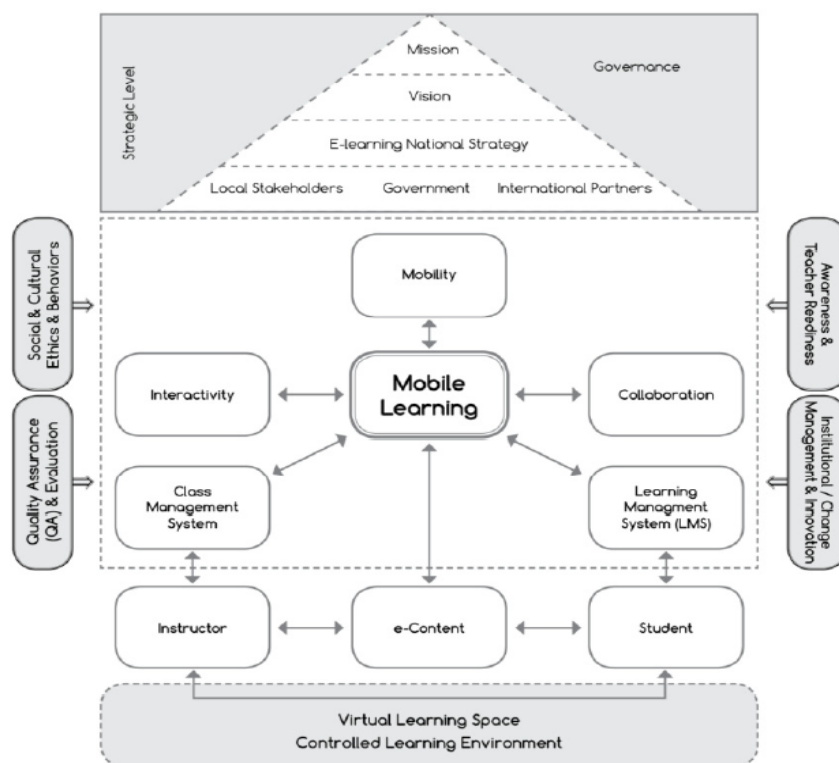 Mission
Governance
Strategic Level
Vision
E-learning National Strategy
Local Stakeholders Government International Partners
Social & Cultural
Ethics & Behaviors
Awareness &
Teacher Reediness
Mobility
Interactivity
Mobile
Learning
Collaboration
Quality Assurance
(QA) & Evaluation
Institutional / Change
Management & Innovation
Class
Management
System
Learning
Managment
System (LMS)
Instructor
e-Content
Student
Virtual Learning Space
Controlled Learning Environment